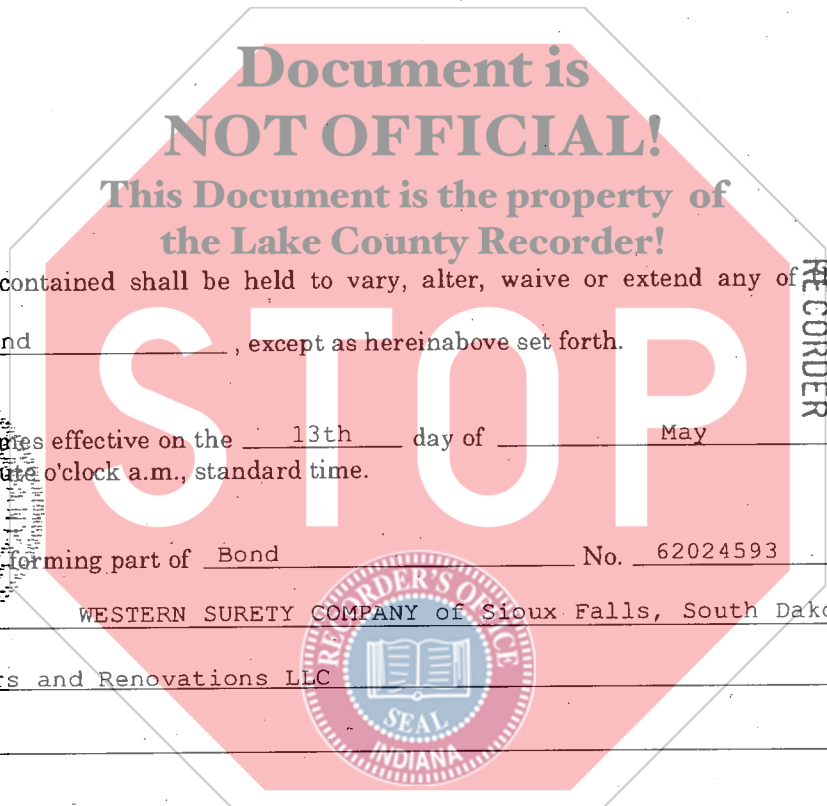 Document is
NOT OFFICIAL!
This Document is the property of
the Lake County Recorder!
contained shall be held to vary, alter, waive or extend any of
RECORDER
nd , except as hereinabove set forth.
STOP
mes effective on the 13th day of May
ute o'clock a.m., standard time.
forming part of Bond No. 62024593
WESTERN SURETY COMPANY of Sioux Falls, South Dako
rs and Renovations LLC
RECORDER'S OFFICE
SEAL
INDIANA